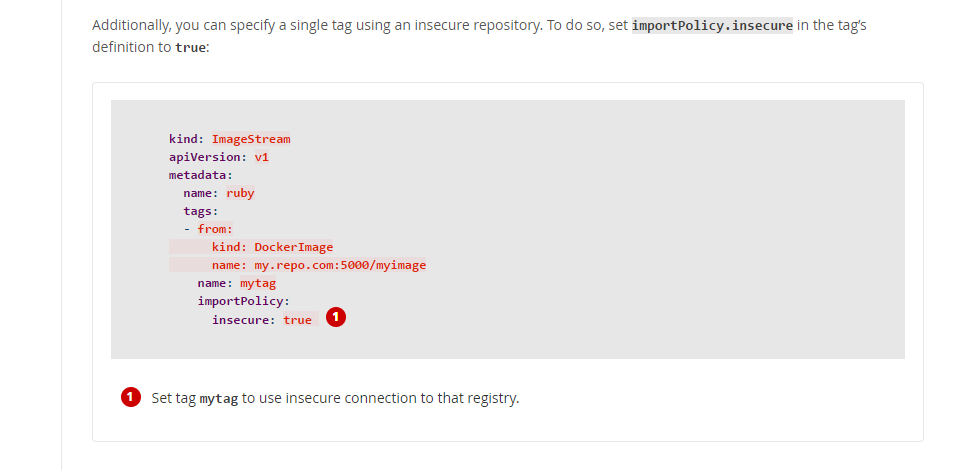 Additionally, you can specify a single tag using an insecure repository. To do so, set importPolicy.insecure in the tag's
definition to true:
kind: ImageStream
apiVersion: v1
metadata:
  name: ruby
  tags:
  - from:
      kind: DockerImage
      name: my.repo.com:5000/myimage
    name: mytag
    importPolicy:
      insecure: true 1
1 Set tag mytag to use insecure connection to that registry.